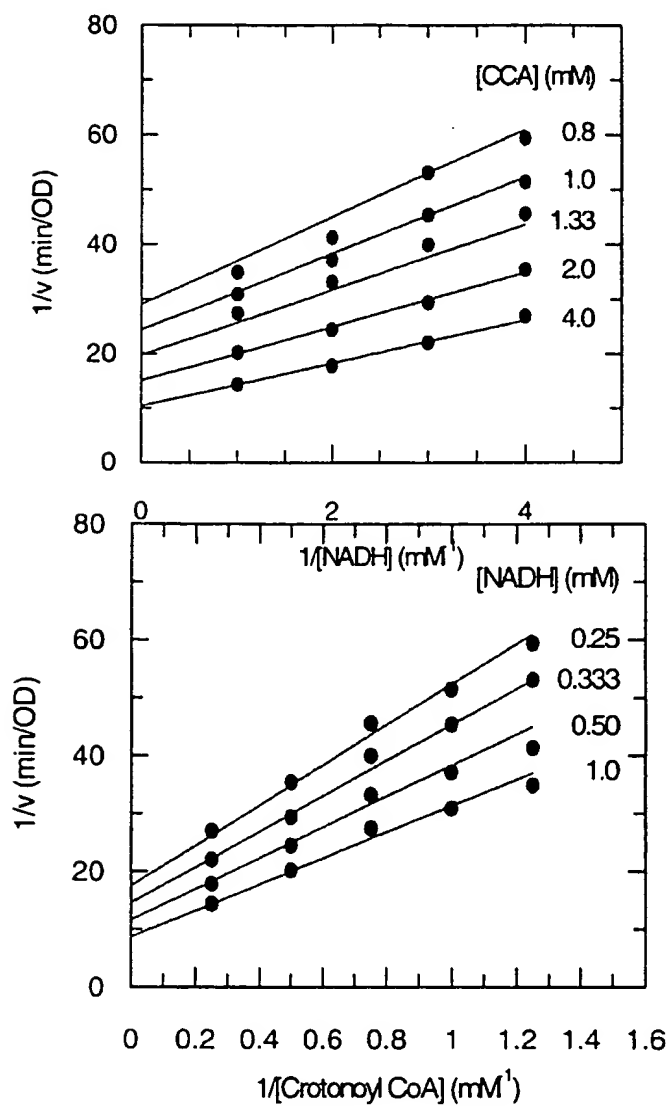 80
[CCA] (mM)
60
0.8
1.0
40
1.33
2.0
20
4.0
0
1/v (min/OD)
0 2 4
1/[NADH] (mM⁻¹)
80
[NADH] (mM)
60
0.25
0.333
40
0.50
1.0
20
0
1/v (min/OD)
0 0.2 0.4 0.6 0.8 1 1.2 1.4 1.6
1/[Crotonoyl CoA] (mM⁻¹)